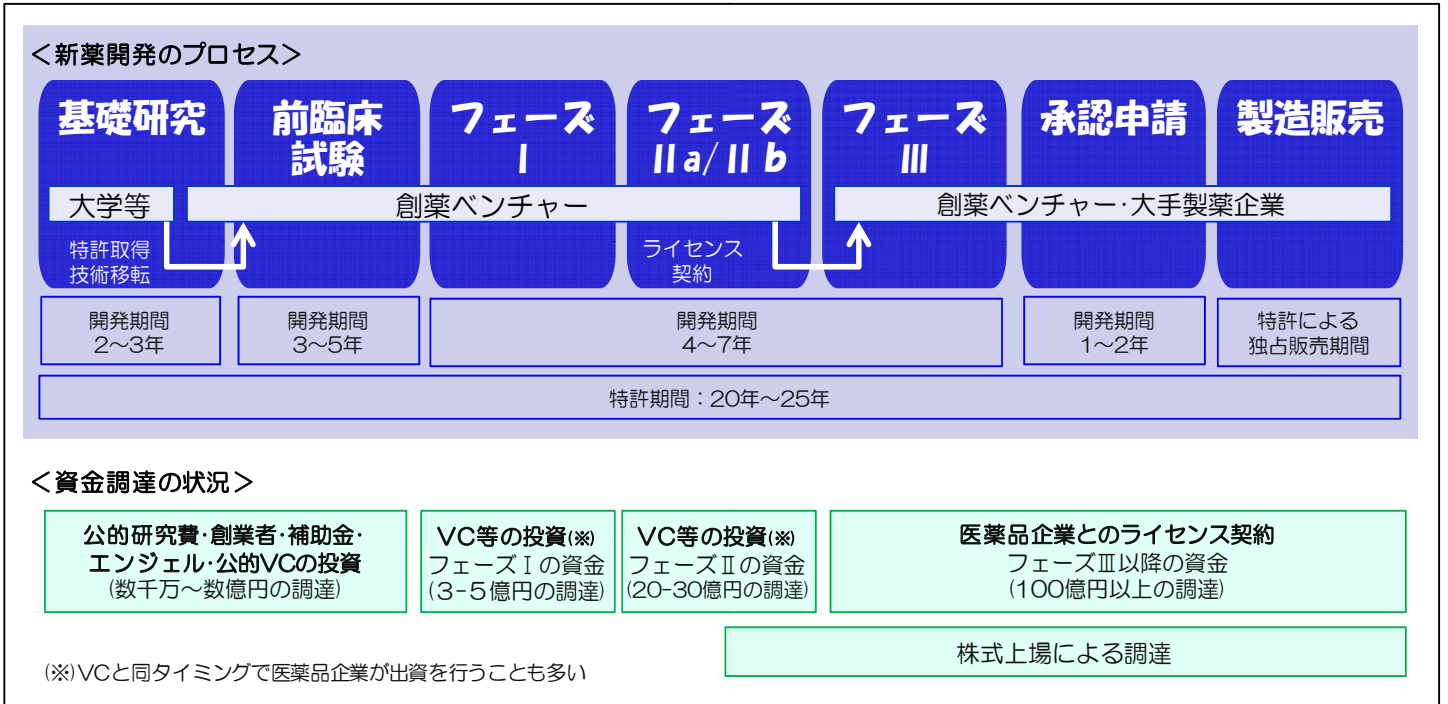 ＜新薬開発のプロセス＞
基礎研究
前臨床
試験
フェーズ
Ⅰ
フェーズ
Ⅱa/Ⅱb
フェーズ
Ⅲ
承認申請
製造販売
大学等
創薬ベンチャー
創薬ベンチャー・大手製薬企業
特許取得
技術移転
ライセンス
契約
開発期間
2～3年
開発期間
3～5年
開発期間
4～7年
開発期間
1～2年
特許による
独占販売期間
特許期間：20年～25年
＜資金調達の状況＞
公的研究費・創業者・補助金・
エンジェル・公的VCの投資
(数千万～数億円の調達)
VC等の投資(※)
フェーズⅠの資金
(3-5億円の調達)
VC等の投資(※)
フェーズⅡの資金
(20-30億円の調達)
医薬品企業とのライセンス契約
フェーズⅢ以降の資金
(100億円以上の調達)
株式上場による調達
(※)VCと同タイミングで医薬品企業が出資を行うことも多い